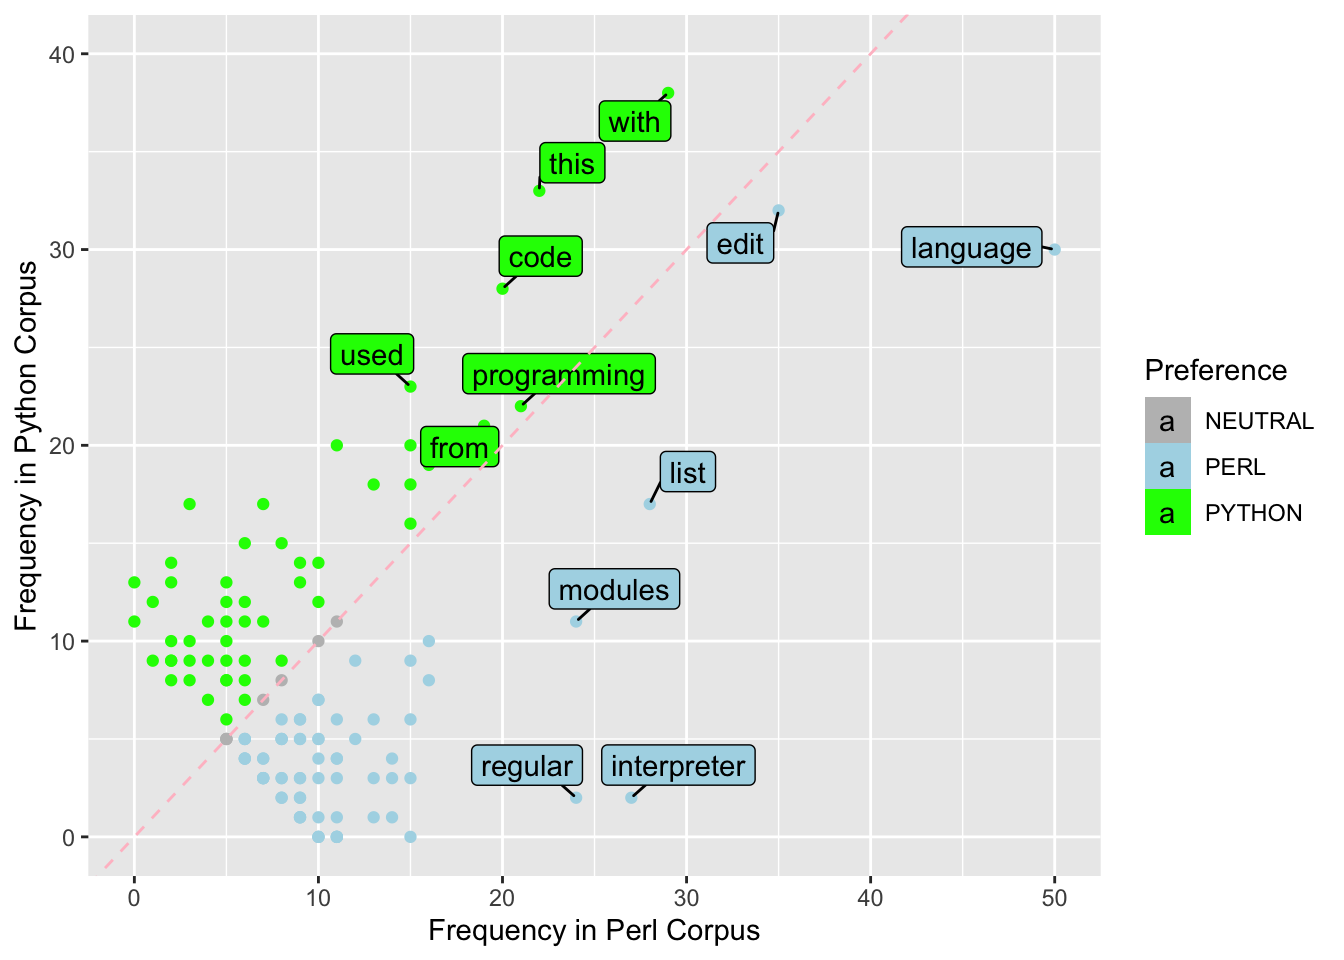 40
30
20
10
0
0
10
20
30
40
50
Frequency in Python Corpus
Frequency in Perl Corpus
with
this
edit
language
code
used
programming
from
list
modules
regular
interpreter
Preference
a NEUTRAL
a PERL
a PYTHON